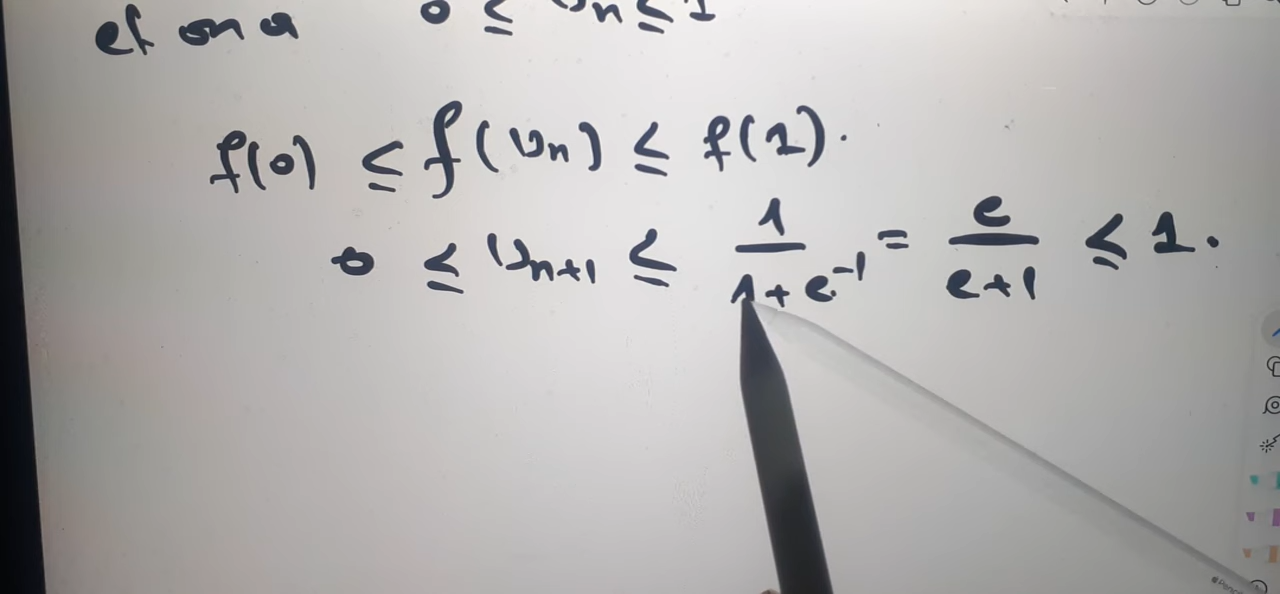 et on a 0 ≤ Un ≤ 1
f(0) ≤ f(Un) ≤ f(1).
0 ≤ Un+1 ≤ 1/(1+e^-1) = e/(e+1) ≤ 1.